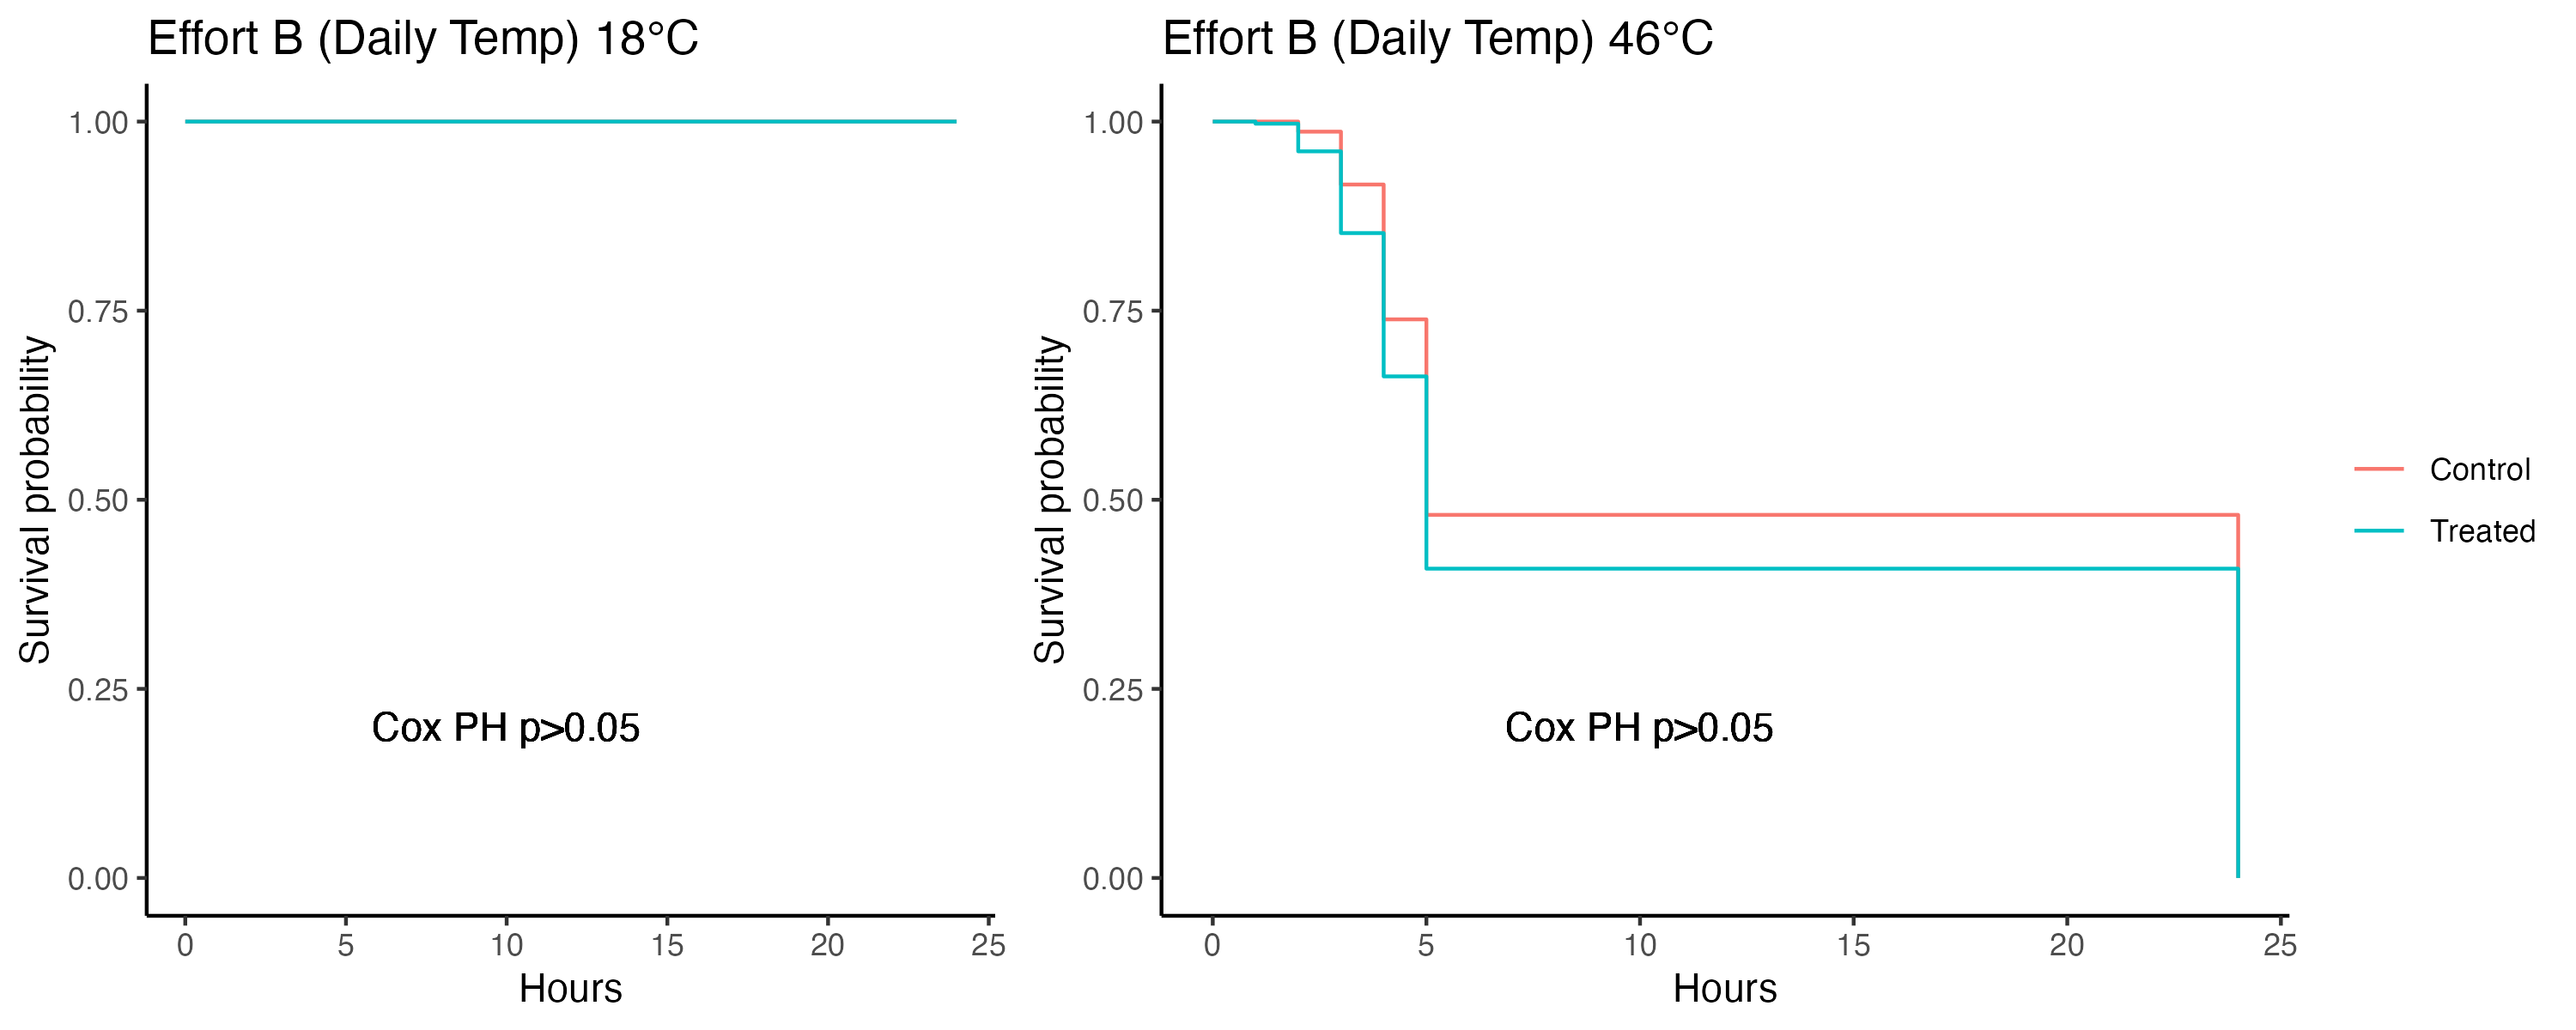 Effort B (Daily Temp) 18°C
Survival probability
1.00
0.75
0.50
0.25
0.00
Cox PH p>0.05
0 5 10 15 20 25
Hours
Effort B (Daily Temp) 46°C
Survival probability
1.00
0.75
0.50
0.25
0.00
Cox PH p>0.05
0 5 10 15 20 25
Hours
Control
Treated